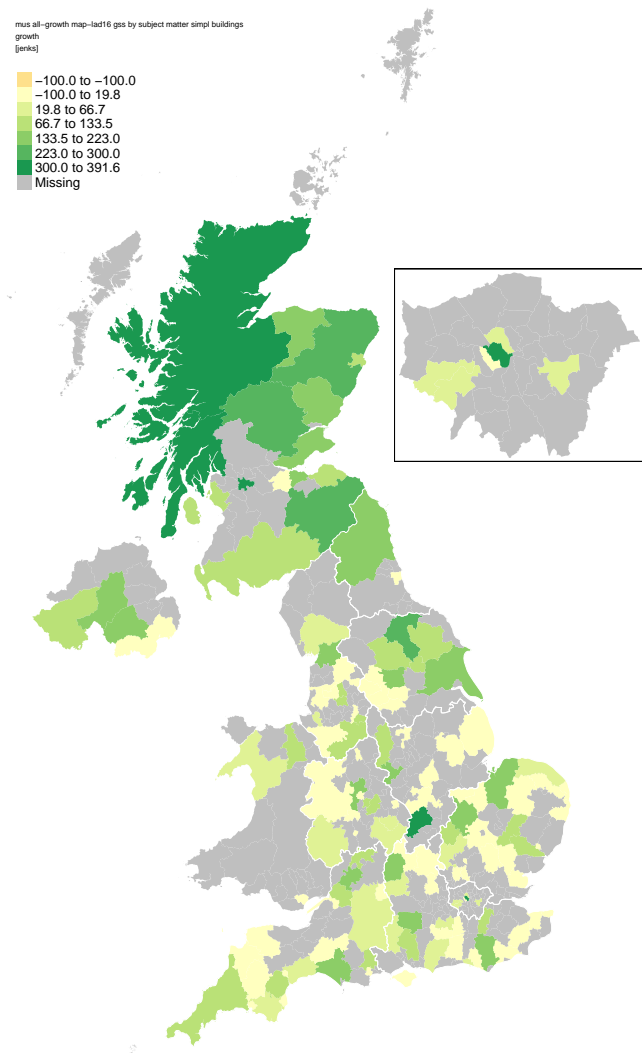 mus all−growth map−lad16 gss by subject matter simpl buildings
growth
[jenks]
−100.0 to −100.0
−100.0 to 19.8
19.8 to 66.7
66.7 to 133.5
133.5 to 223.0
223.0 to 300.0
300.0 to 391.6
Missing